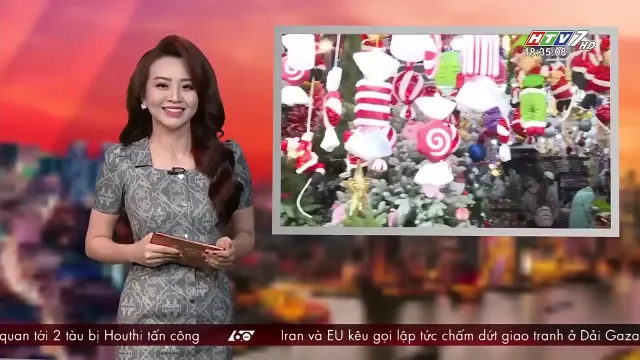 HTV7 HD
18:35:08
quan tới 2 tàu bị Houthi tấn công
60 Iran và EU kêu gọi lập tức chấm dứt giao tranh ở Dải Gaza